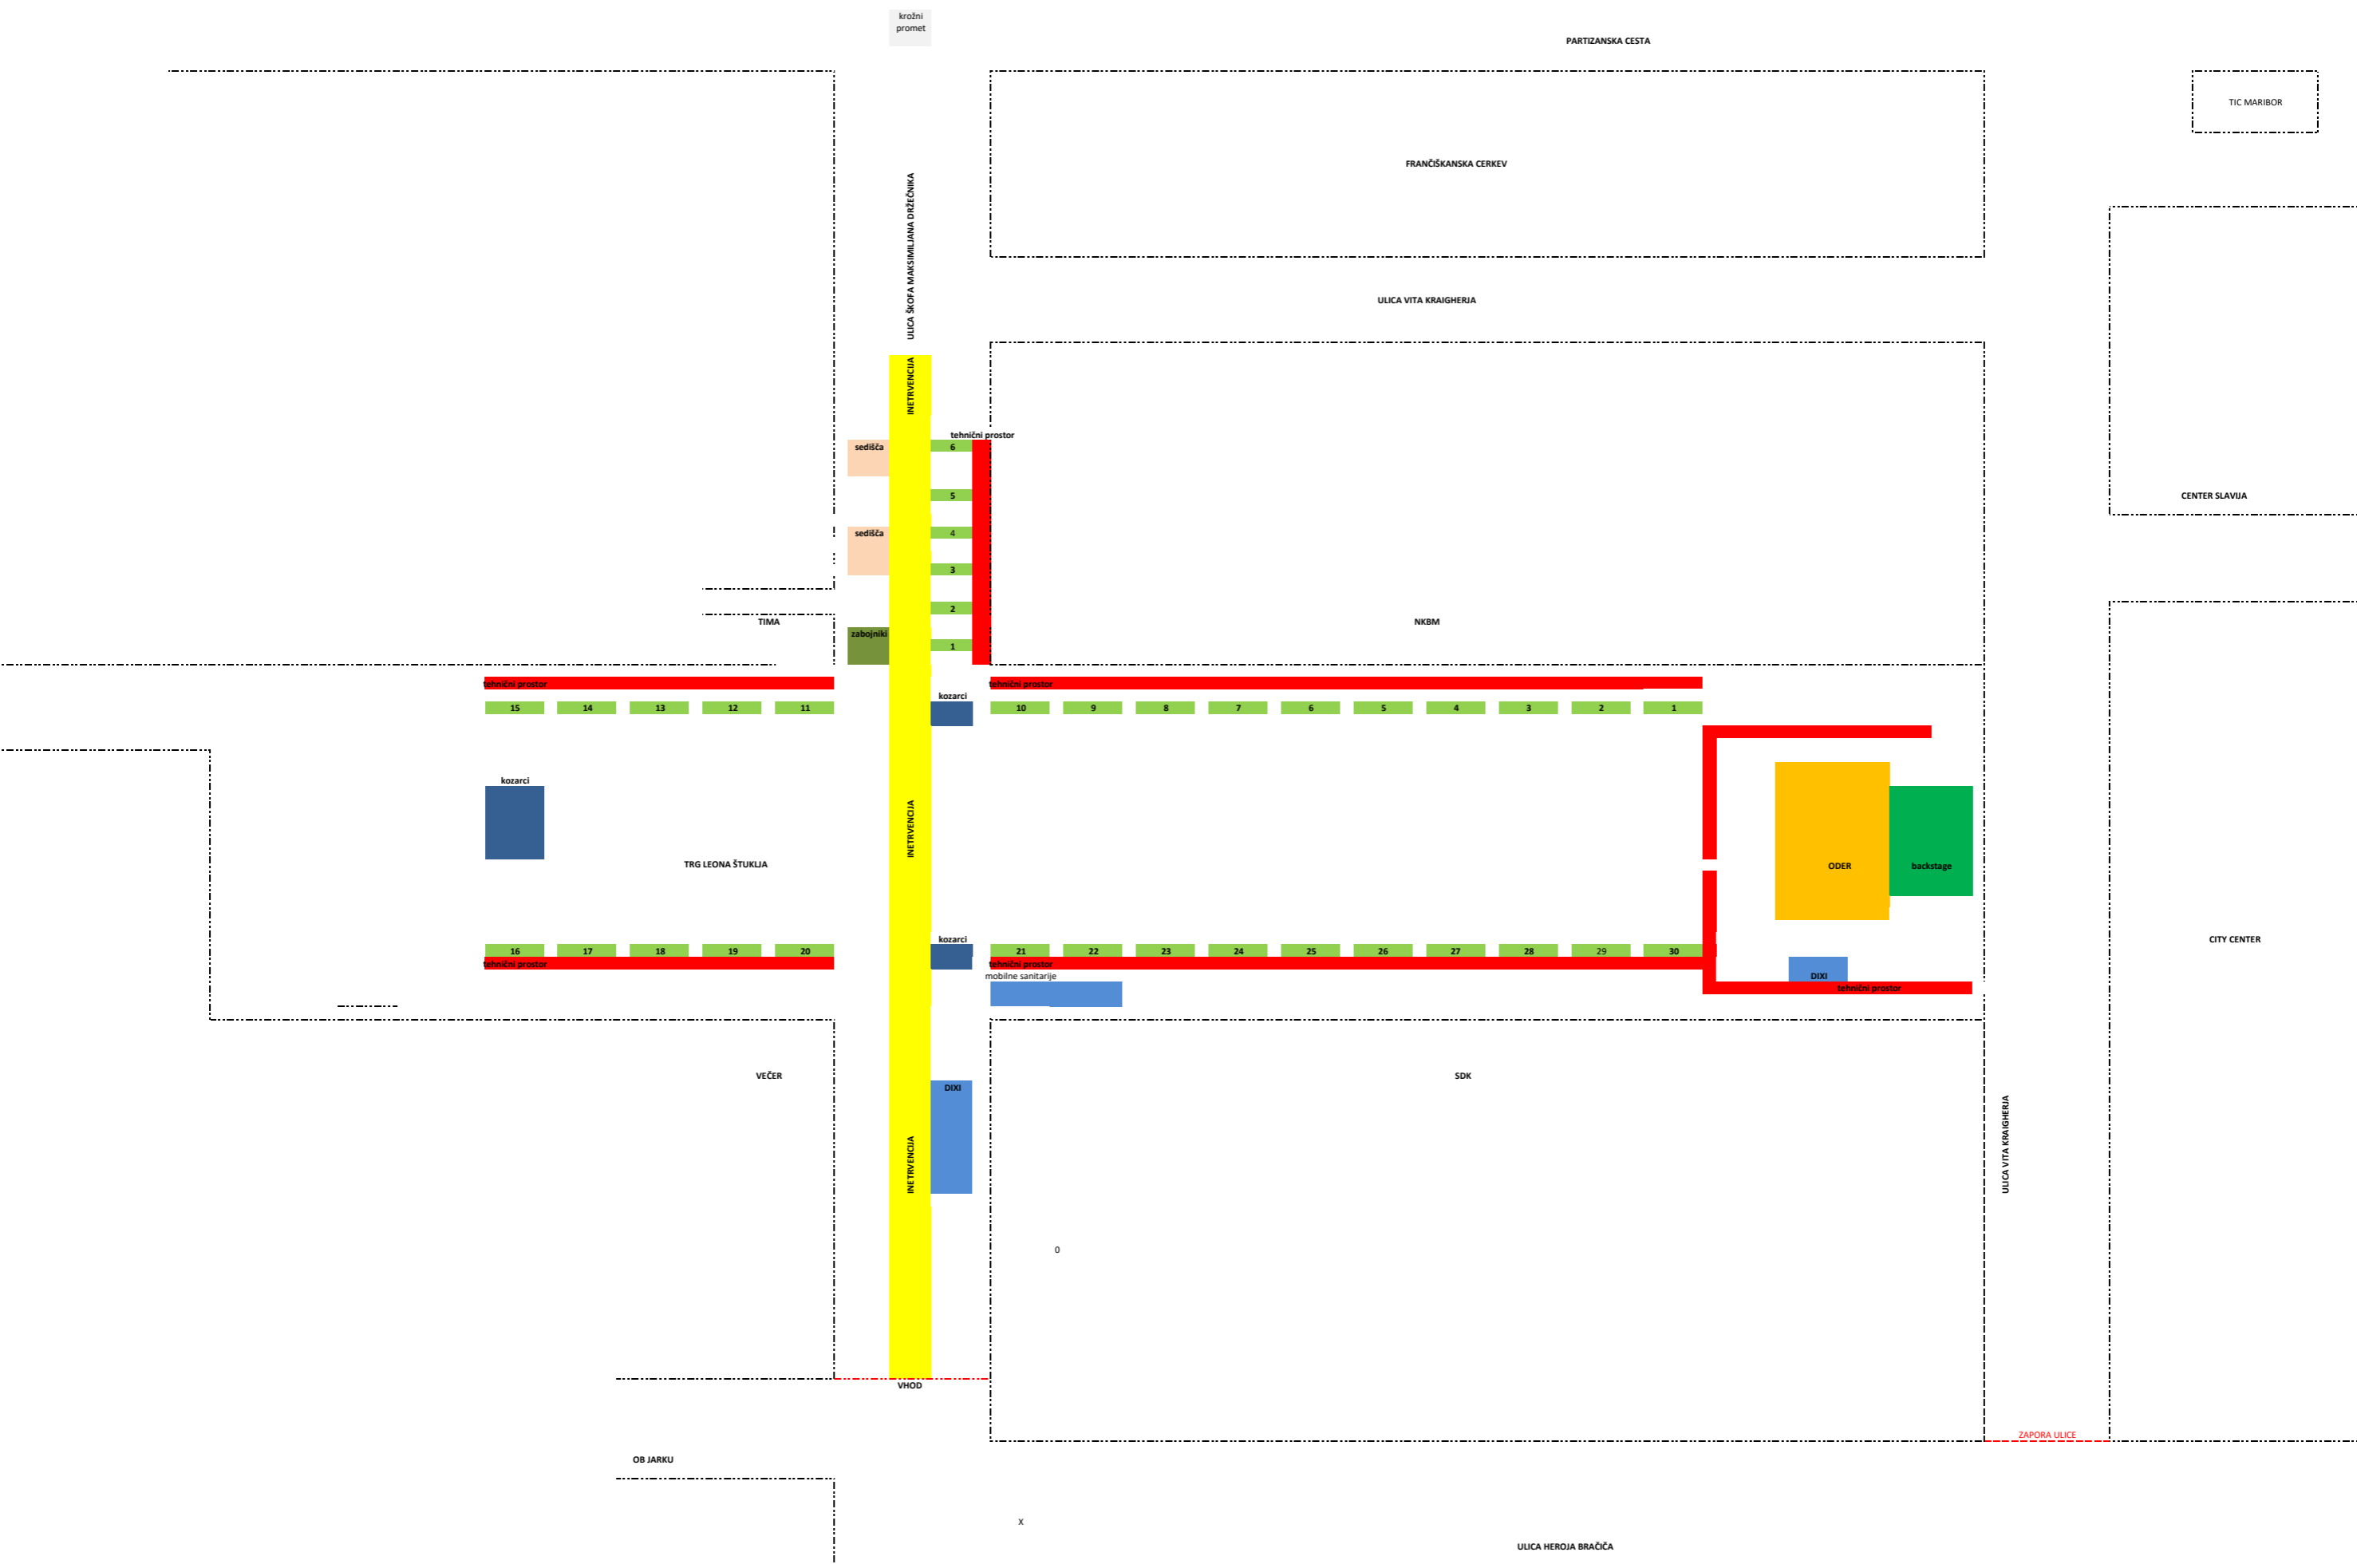 krožni
promet
PARTIZANSKA CESTA
TIC MARIBOR
FRANČIŠKANSKA CERKEV
ULICA ŠKOFA MAKSIMILJANA DRŽEČNIKA
ULICA VITA KRAIGHERJA
INETRVENCIJA
tehnični prostor
sedišča
6
5
CENTER SLAVIJA
sedišča
4
3
2
TIMA
NKBM
zabojniki
1
tehnični prostor
tehnični prostor
kozarci
15 14 13 12 11
10 9 8 7 6 5 4 3 2 1
kozarci
INETRVENCIJA
TRG LEONA ŠTUKLJA
ODER
backstage
kozarci
CITY CENTER
16 17 18 19 20
21 22 23 24 25 26 27 28 29 30
tehnični prostor
tehnični prostor
mobilne sanitarije
DIXI
tehnični prostor
VEČER
SDK
DIXI
INETRVENCIJA
ULICA VITA KRAIGHERJA
0
VHOD
ZAPORA ULICE
OB JARKU
X
ULICA HEROJA BRAČIČA